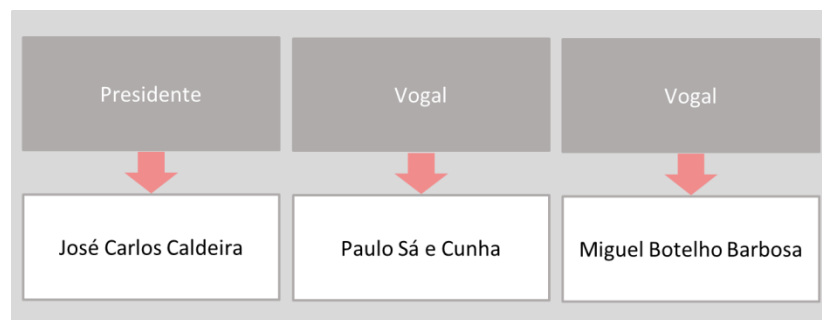 Presidente
Vogal
Vogal
José Carlos Caldeira
Paulo Sá e Cunha
Miguel Botelho Barbosa